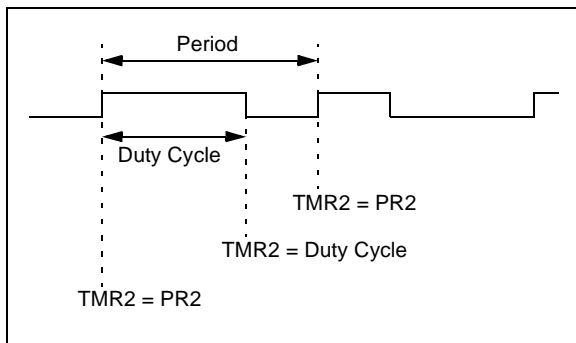 Period
Duty Cycle
TMR2 = PR2
TMR2 = Duty Cycle
TMR2 = PR2